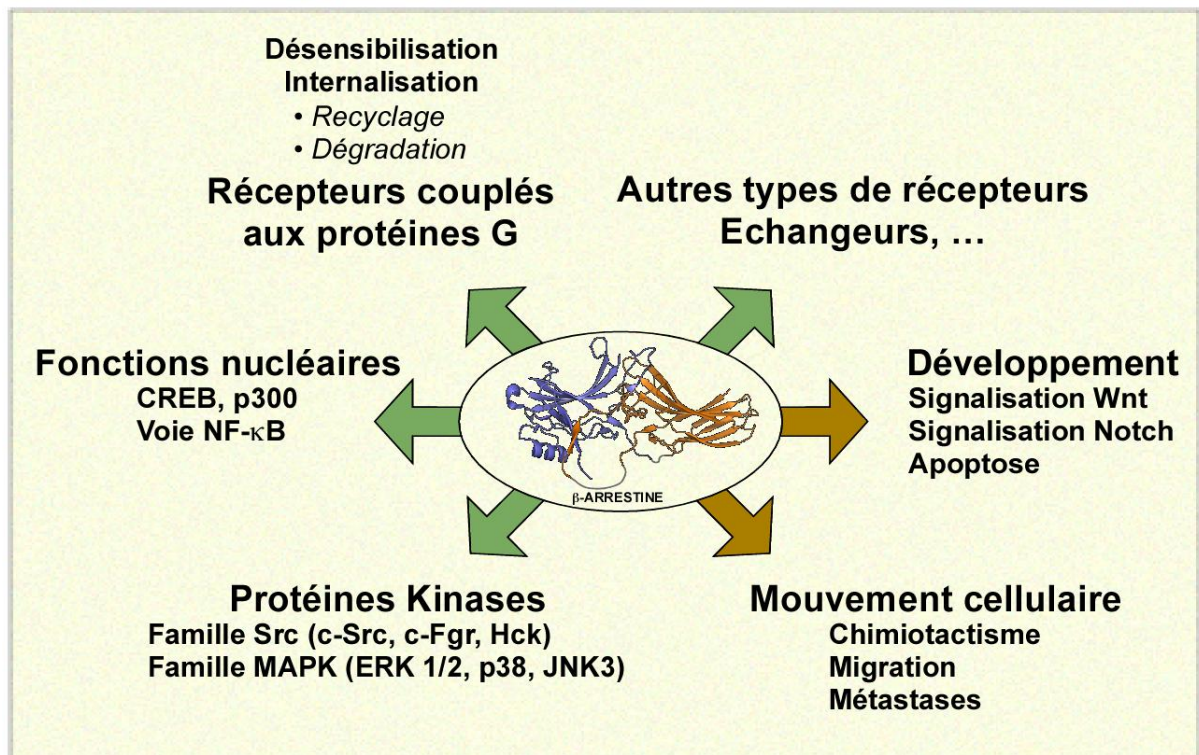 Désensibilisation
Internalisation
• Recyclage
• Dégradation
Récepteurs couplés
aux protéines G
Autres types de récepteurs
Echangeurs, …
Fonctions nucléaires
CREB, p300
Voie NF-κB
Développement
Signalisation Wnt
Signalisation Notch
Apoptose
β-ARRESTINE
Protéines Kinases
Famille Src (c-Src, c-Fgr, Hck)
Famille MAPK (ERK 1/2, p38, JNK3)
Mouvement cellulaire
Chimiotactisme
Migration
Métastases